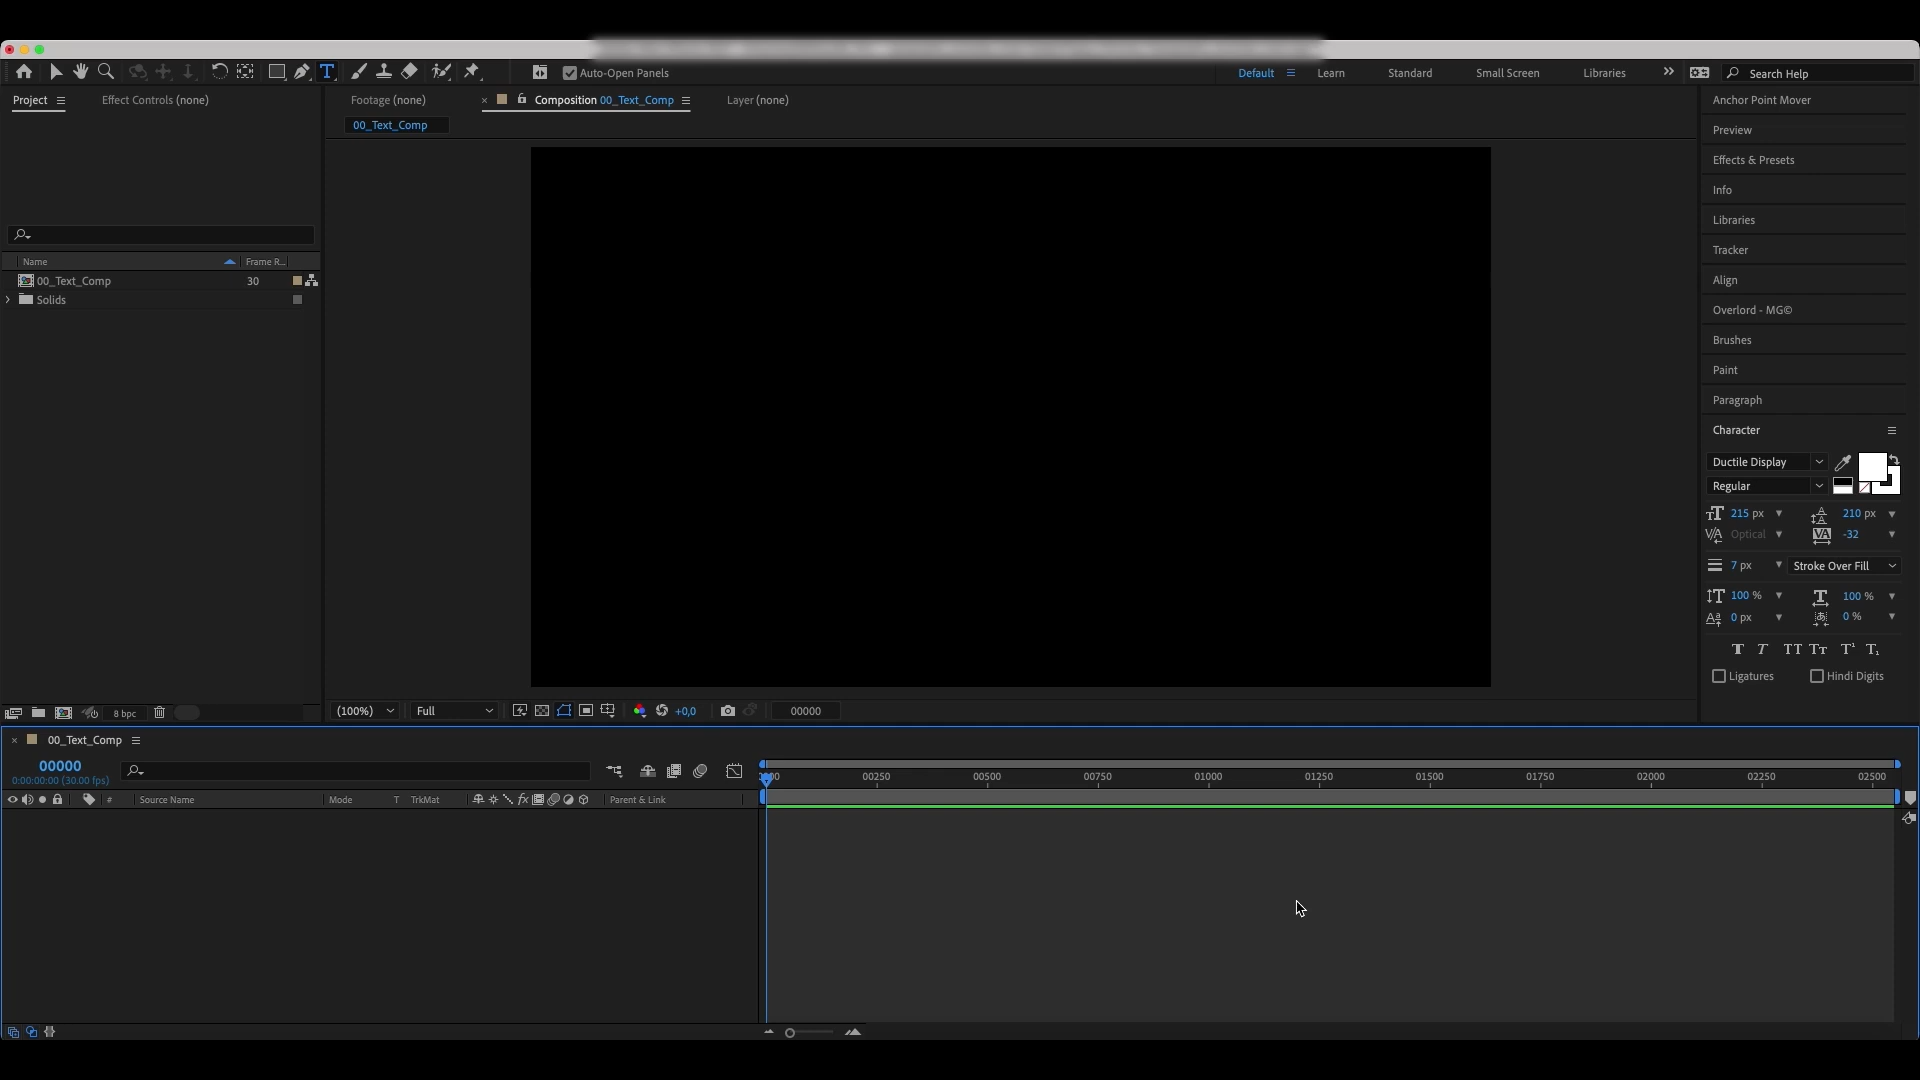 Auto-Open Panels
Default
Learn
Standard
Small Screen
Libraries
Search Help
Project
Effect Controls (none)
Footage (none)
Composition 00_Text_Comp
Layer (none)
00_Text_Comp
Name
Frame R...
00_Text_Comp
30
Solids
8 bpc
(100%)
Full
+0,0
00000
Anchor Point Mover
Preview
Effects & Presets
Info
Libraries
Tracker
Align
Overlord - MG©
Brushes
Paint
Paragraph
Character
Ductile Display
Regular
215 px
210 px
Optical
-32
7 px
Stroke Over Fill
100 %
100 %
0 px
0 %
Ligatures
Hindi Digits
00_Text_Comp
00000
0:00:00:00 (30.00 fps)
# Source Name Mode T TrkMat Parent & Link
00250 00500 00750 01000 01250 01500 01750 02000 02250 02500